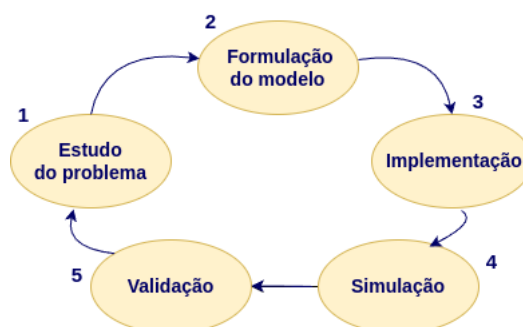 1
Estudo
do problema
2
Formulação
do modelo
3
Implementação
4
Simulação
5
Validação